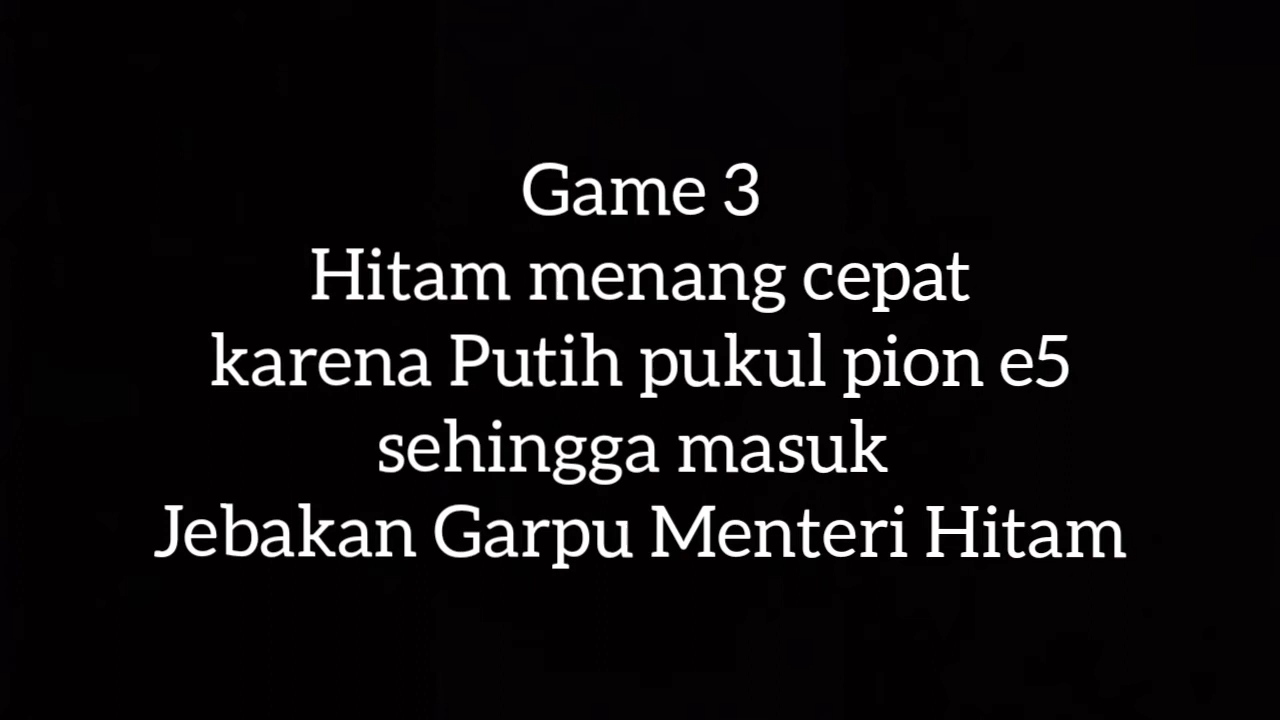 Game 3
Hitam menang cepat
karena Putih pukul pion e5
sehingga masuk
Jebakan Garpu Menteri Hitam